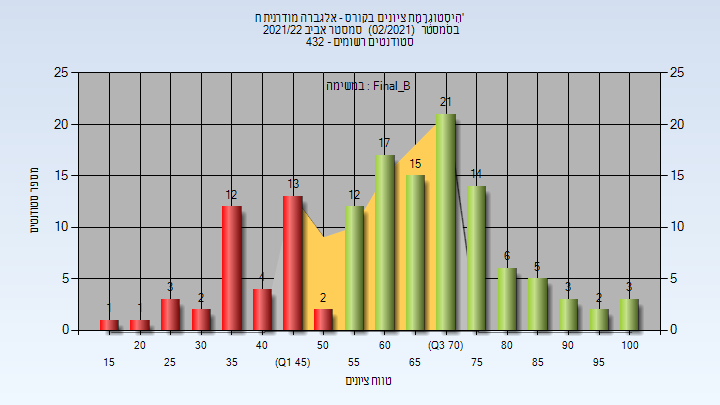 היסטוגרמת ציונים בקורס - אלגברה מודרנית ח'
בסמסטר (02/2021) סמסטר אביב 2021/22
סטודנטים רשומים - 432
במשימה : Final_B
מספר סטודנטים
25 25
20 20
15 15
10 10
5 5
0 0
1 1 3 2 12 4 13 2 12 17 15 21 14 6 5 3 2 3
20 30 40 50 60 (Q3 70) 80 90 100
15 25 35 (Q1 45) 55 65 75 85 95
טווח ציונים